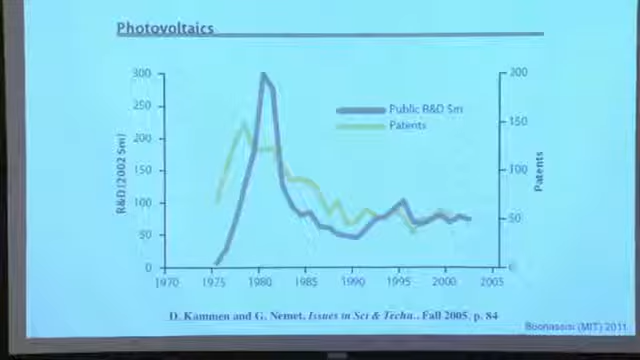 Photovoltaics
300
250
200
150
100
50
0
R&D (2002 $m)
Public R&D $m
Patents
200
150
100
50
0
Patents
1970 1975 1980 1985 1990 1995 2000 2005
D. Kammen and G. Nemet, Issues in Sci & Techn., Fall 2005, p. 84
Buonassisi (MIT) 2011